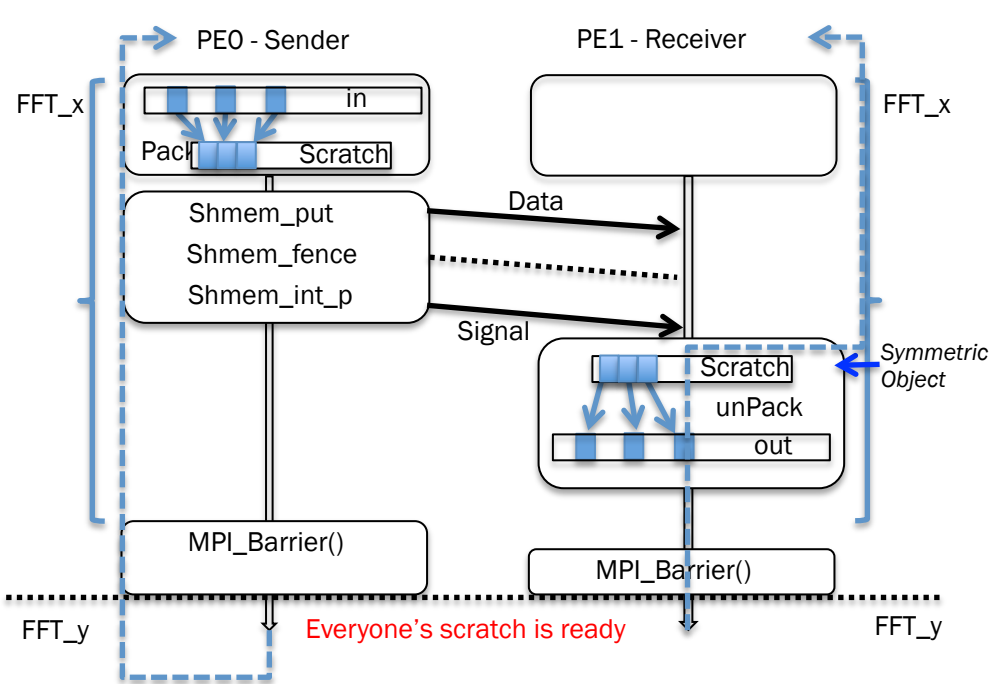 PE0 - Sender
PE1 - Receiver
FFT_x
in
Pack
Scratch
FFT_x
Shmem_put
Shmem_fence
Shmem_int_p
Data
Signal
Scratch
unPack
out
Symmetric
Object
MPI_Barrier()
MPI_Barrier()
FFT_y
Everyone's scratch is ready
FFT_y